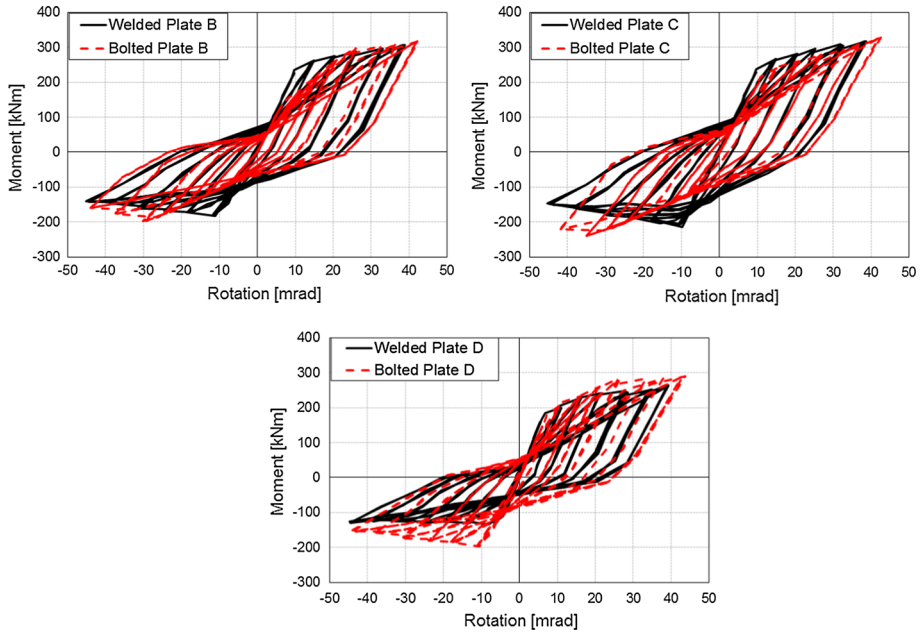 Welded Plate B
Bolted Plate B
400
300
200
100
0
-100
-200
-300
Moment [kNm]
-50 -40 -30 -20 -10 0 10 20 30 40 50
Rotation [mrad]
Welded Plate C
Bolted Plate C
400
300
200
100
0
-100
-200
-300
Moment [kNm]
-50 -40 -30 -20 -10 0 10 20 30 40 50
Rotation [mrad]
Welded Plate D
Bolted Plate D
400
300
200
100
0
-100
-200
-300
Moment [kNm]
-50 -40 -30 -20 -10 0 10 20 30 40 50
Rotation [mrad]